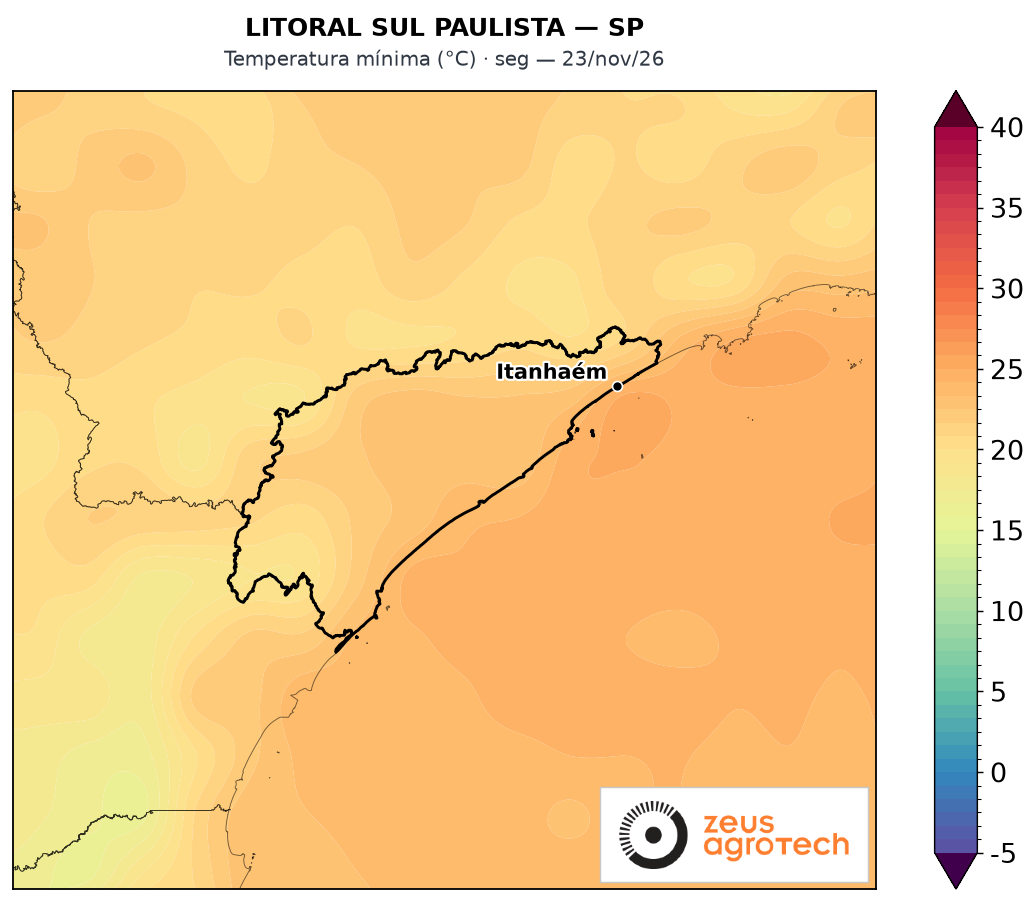 LITORAL SUL PAULISTA — SP
Temperatura mínima (°C) · seg — 23/nov/26
Itanhaém
40
35
30
25
20
15
10
5
0
-5
zeus
agrotech